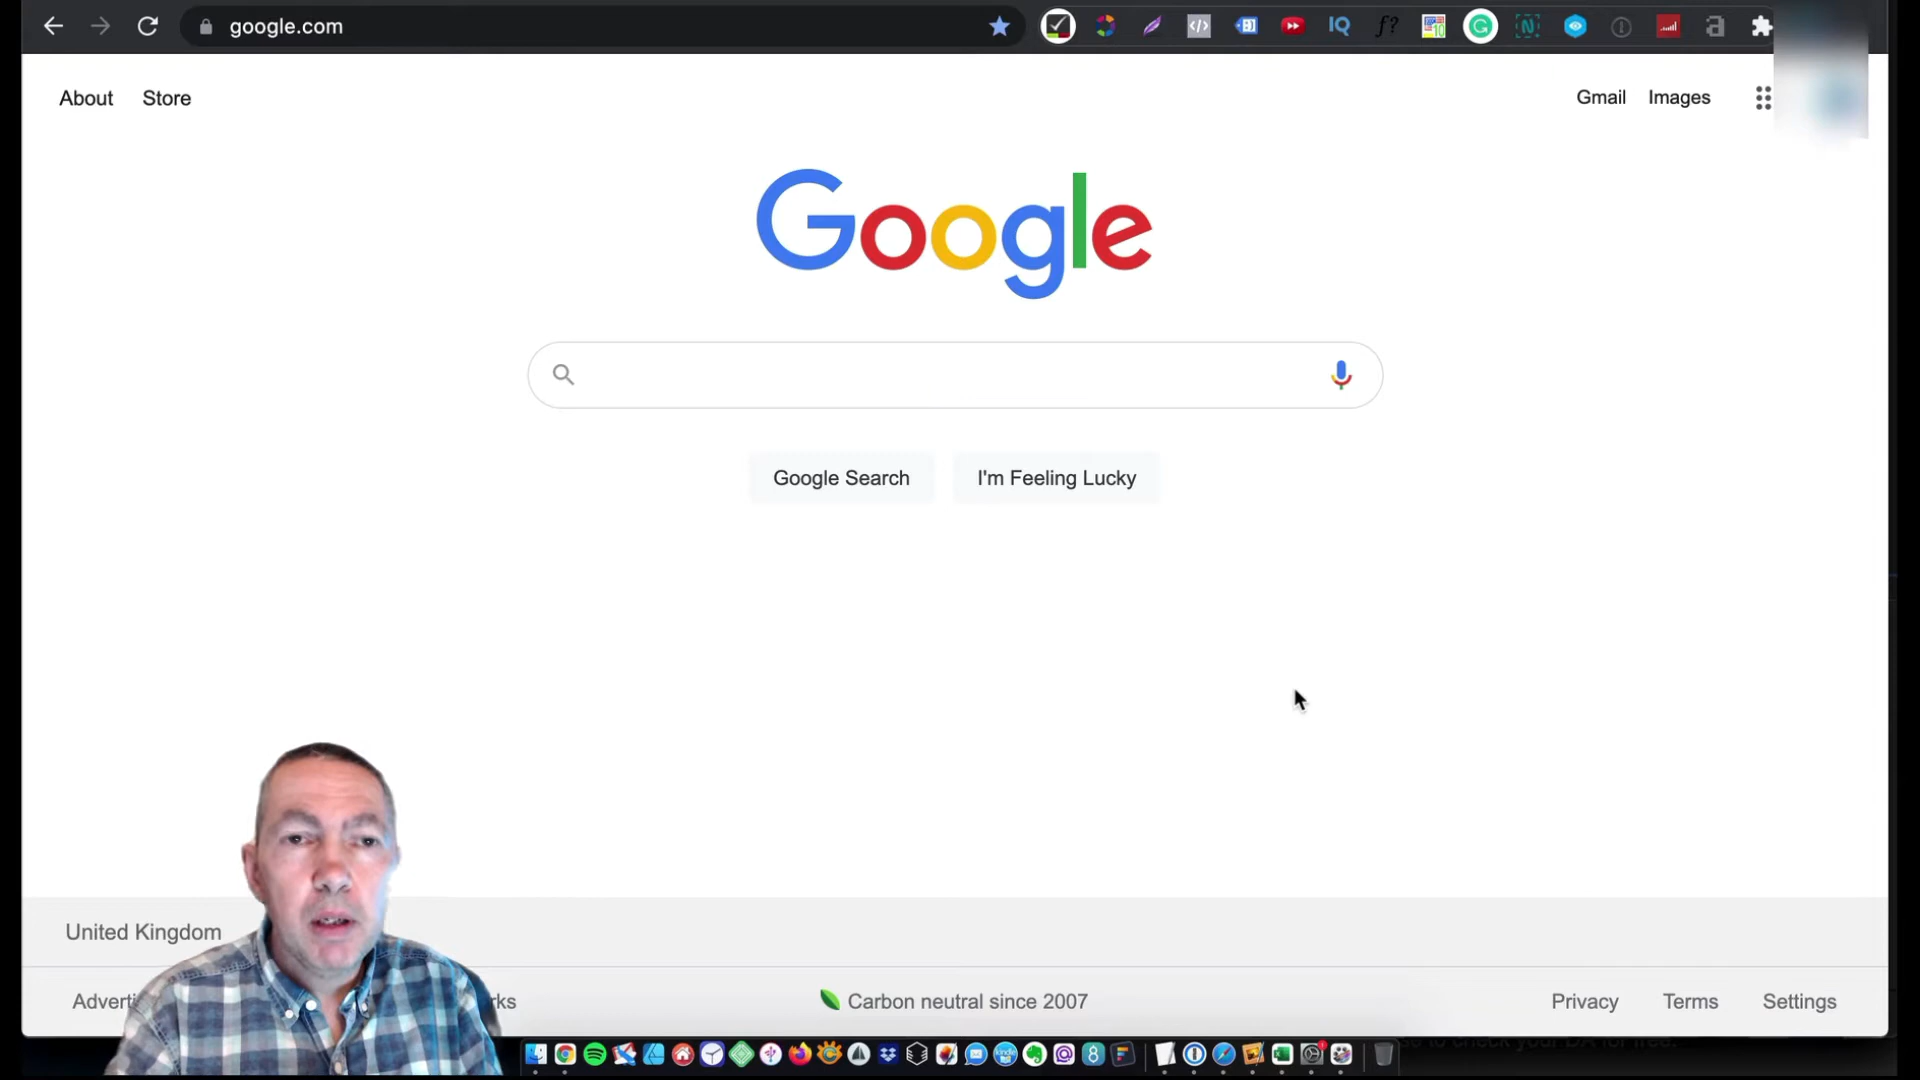 google.com
About Store
Gmail Images
Google
Google Search I'm Feeling Lucky
United Kingdom
Carbon neutral since 2007
Privacy Terms Settings